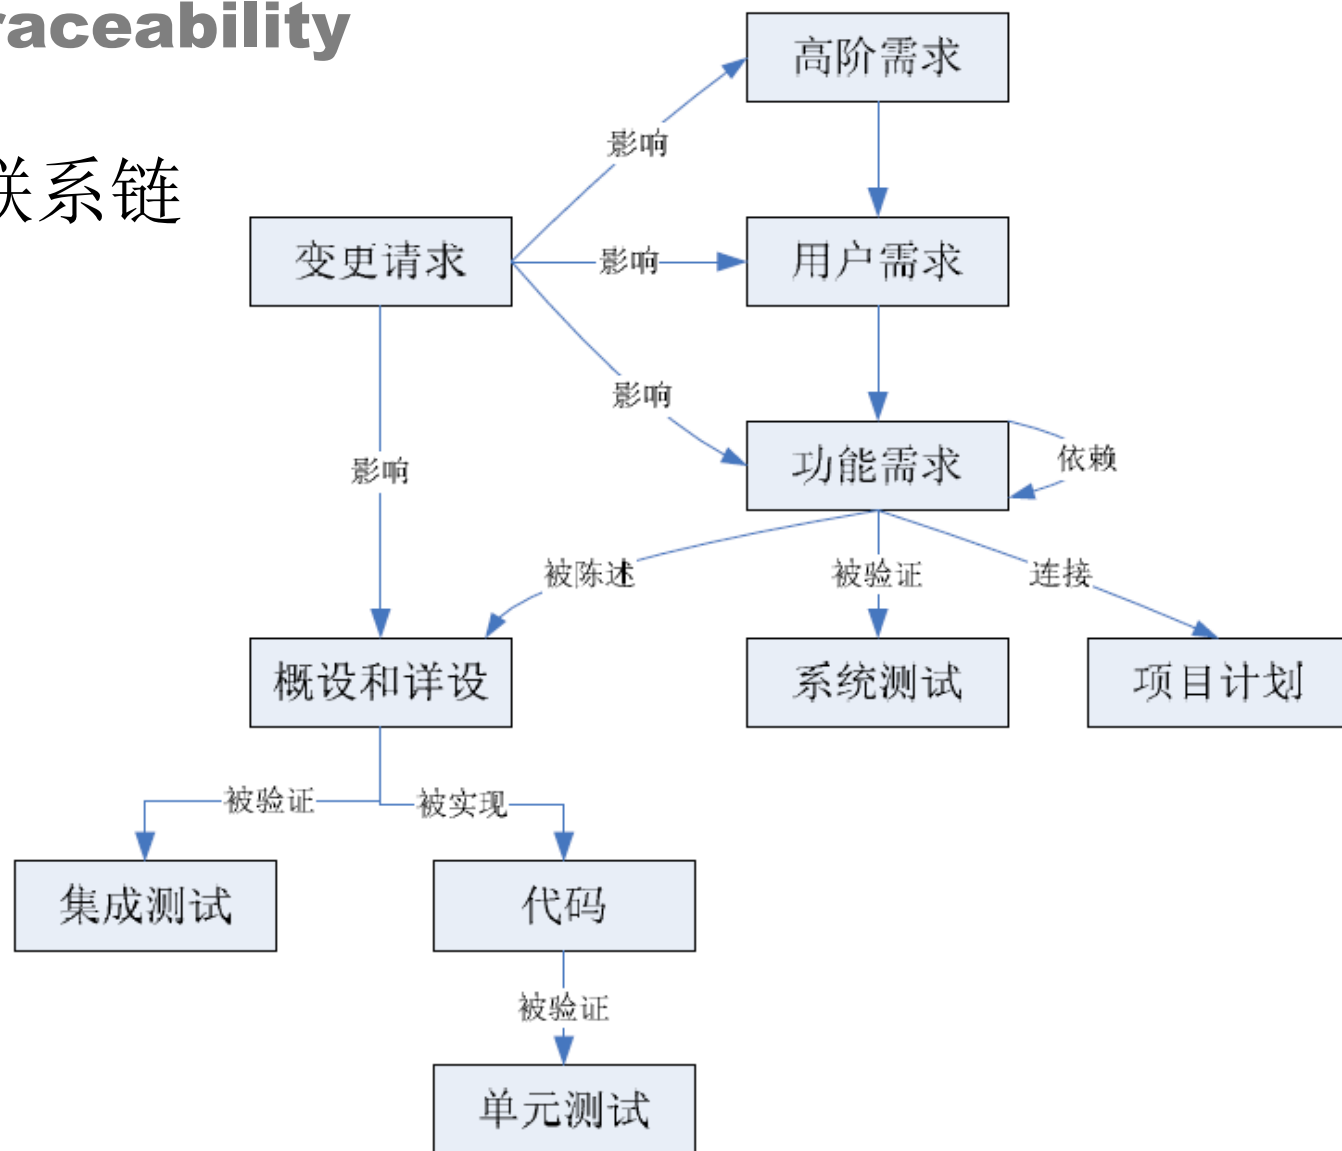 raceability
高阶需求
影响
联系链
变更请求
影响
用户需求
影响
功能需求
依赖
影响
被陈述
被验证
连接
概设和详设
系统测试
项目计划
被验证
被实现
集成测试
代码
被验证
单元测试